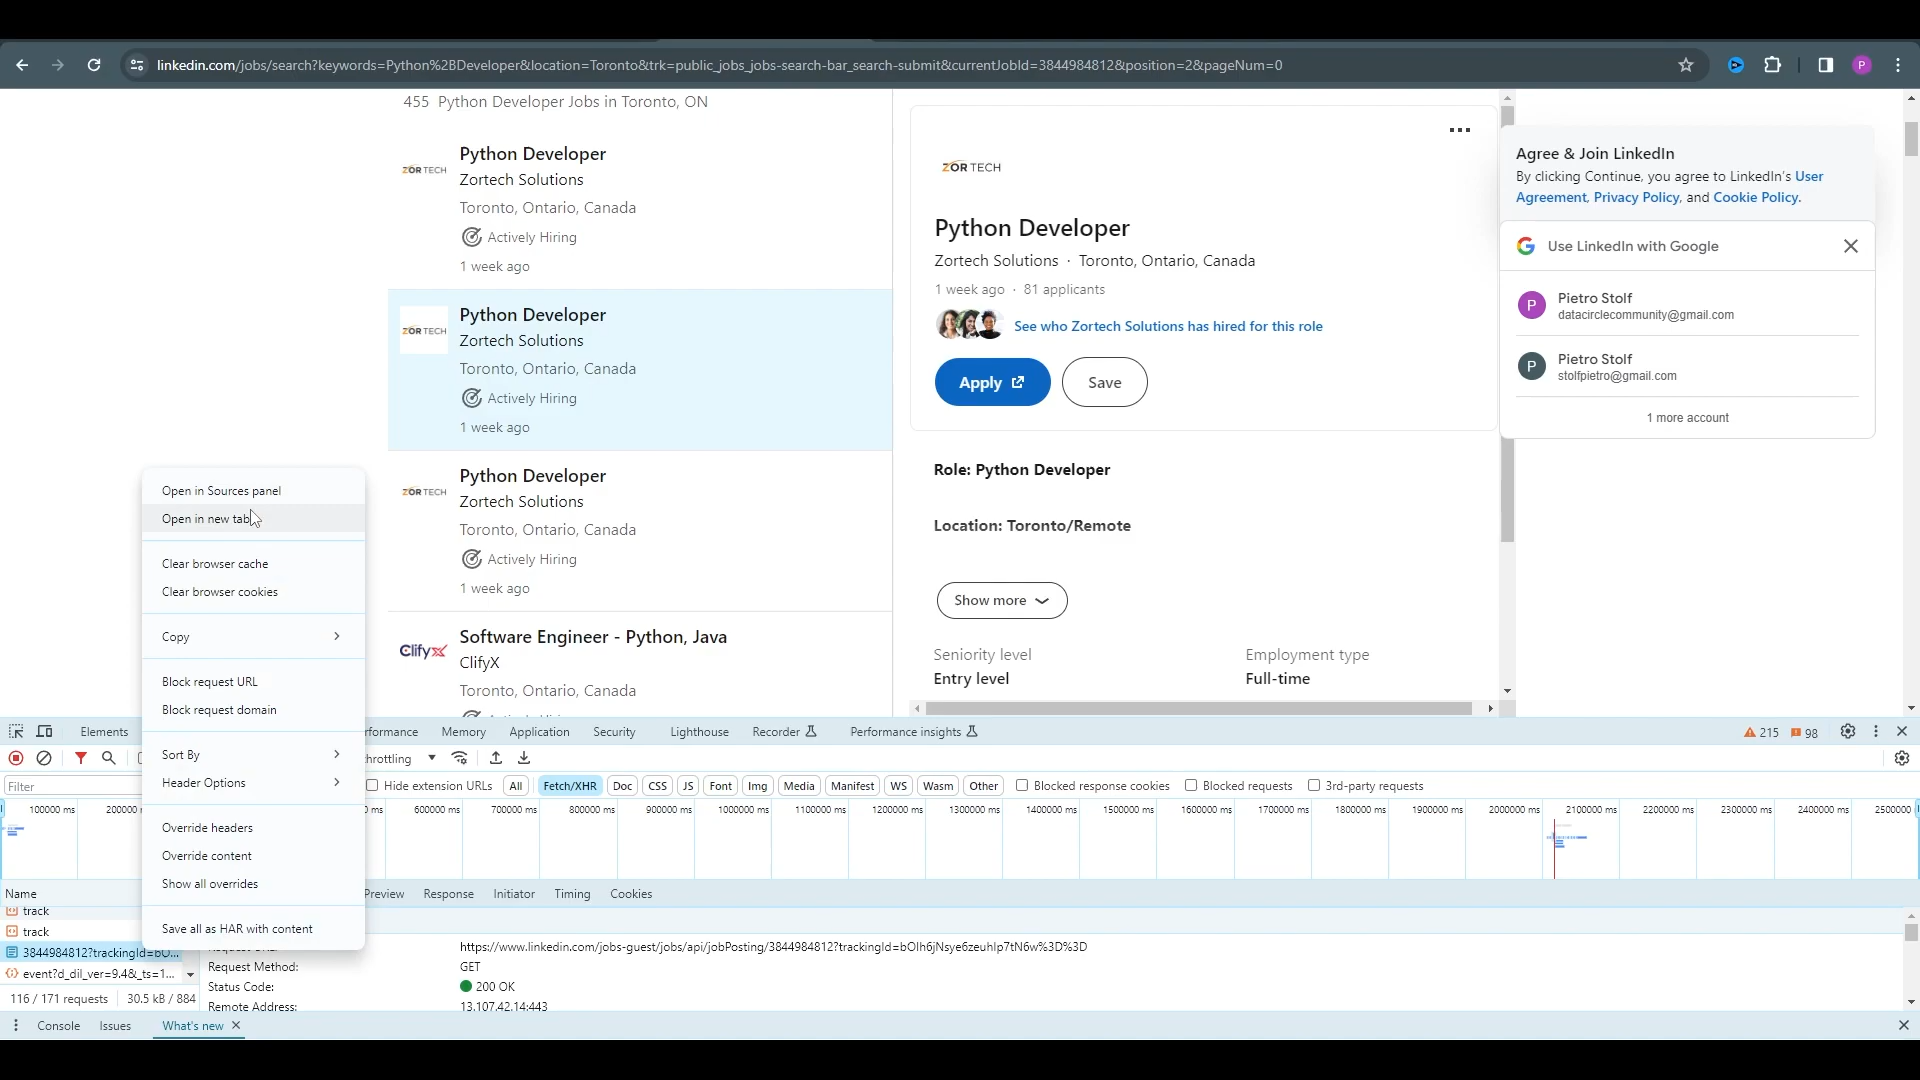 linkedin.com/jobs/search?keywords=Python%2BDeveloper&location=Toronto&trk=public_jobs_jobs-search-bar_search-submit&currentJobId=3844984812&position=2&pageNum=0
P
455 Python Developer Jobs in Toronto, ON
ZOR TECH
Python Developer
Zortech Solutions
Toronto, Ontario, Canada
Actively Hiring
1 week ago
ZOR TECH
Python Developer
Zortech Solutions
Toronto, Ontario, Canada
Actively Hiring
1 week ago
ZOR TECH
Python Developer
Zortech Solutions
Toronto, Ontario, Canada
Actively Hiring
1 week ago
ClifyX
Software Engineer - Python, Java
ClifyX
Toronto, Ontario, Canada
ZOR TECH
Python Developer
Zortech Solutions · Toronto, Ontario, Canada
1 week ago · 81 applicants
See who Zortech Solutions has hired for this role
Apply
Save
Role: Python Developer
Location: Toronto/Remote
Show more
Seniority level
Entry level
Employment type
Full-time
Agree & Join LinkedIn
By clicking Continue, you agree to LinkedIn's User
Agreement, Privacy Policy, and Cookie Policy.
Use LinkedIn with Google
P
Pietro Stolf
datacirclecommunity@gmail.com
P
Pietro Stolf
stolfpietro@gmail.com
1 more account
Open in Sources panel
Open in new tab
Clear browser cache
Clear browser cookies
Copy
Block request URL
Block request domain
Sort By
Header Options
Override headers
Override content
Show all overrides
Save all as HAR with content
Elements rformance Memory Application Security Lighthouse Recorder Performance insights 215 98
hrottling
Filter Hide extension URLs All Fetch/XHR Doc CSS JS Font Img Media Manifest WS Wasm Other Blocked response cookies Blocked requests 3rd-party requests
100000 ms 200000 ms 600000 ms 700000 ms 800000 ms 900000 ms 1000000 ms 1100000 ms 1200000 ms 1300000 ms 1400000 ms 1500000 ms 1600000 ms 1700000 ms 1800000 ms 1900000 ms 2000000 ms 2100000 ms 2200000 ms 2300000 ms 2400000 ms 2500000
Name Preview Response Initiator Timing Cookies
track
track
3844984812?trackingId=bO...
event?d_dil_ver=9.4&_ts=1...
116 / 171 requests 30.5 kB / 884
https://www.linkedin.com/jobs-guest/jobs/api/jobPosting/3844984812?trackingId=bOIh6jNsye6zeuhIp7tN6w%3D%3D
Request Method: GET
Status Code: 200 OK
Remote Address: 13.107.42.14:443
Console Issues What's new